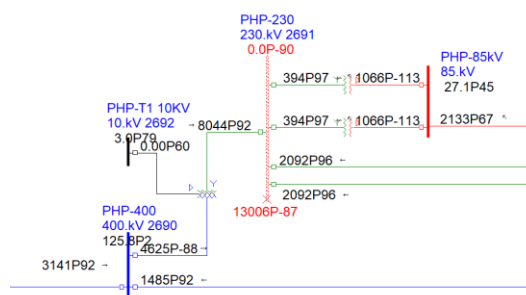 PHP-230
230.kV 2691
0.0P-90
394P97
1066P-113
PHP-85kV
85.kV
27.1P45
PHP-T1 10KV
10.kV 2692
3.0P79
0.00P60
8044P92
394P97
1066P-113
2133P67
2092P96
2092P96
13006P-87
D
Y
PHP-400
400.kV 2690
125.8P2
4625P-88
3141P92
1485P92